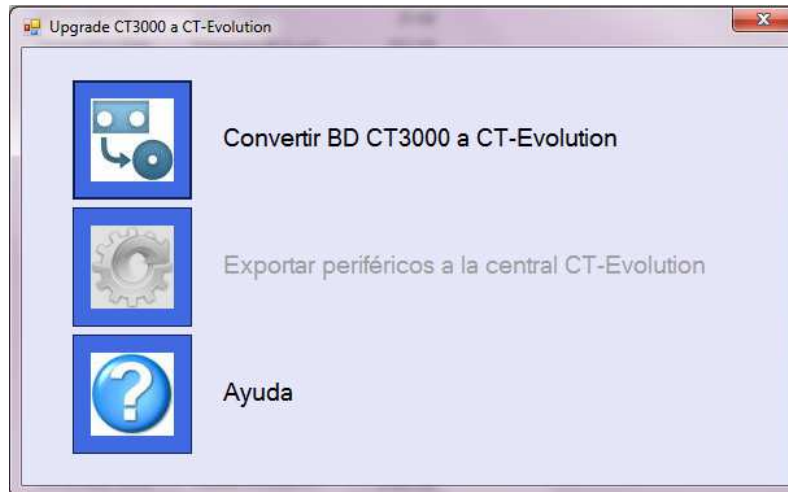 Upgrade CT3000 a CT-Evolution
Convertir BD CT3000 a CT-Evolution
Exportar periféricos a la central CT-Evolution
Ayuda